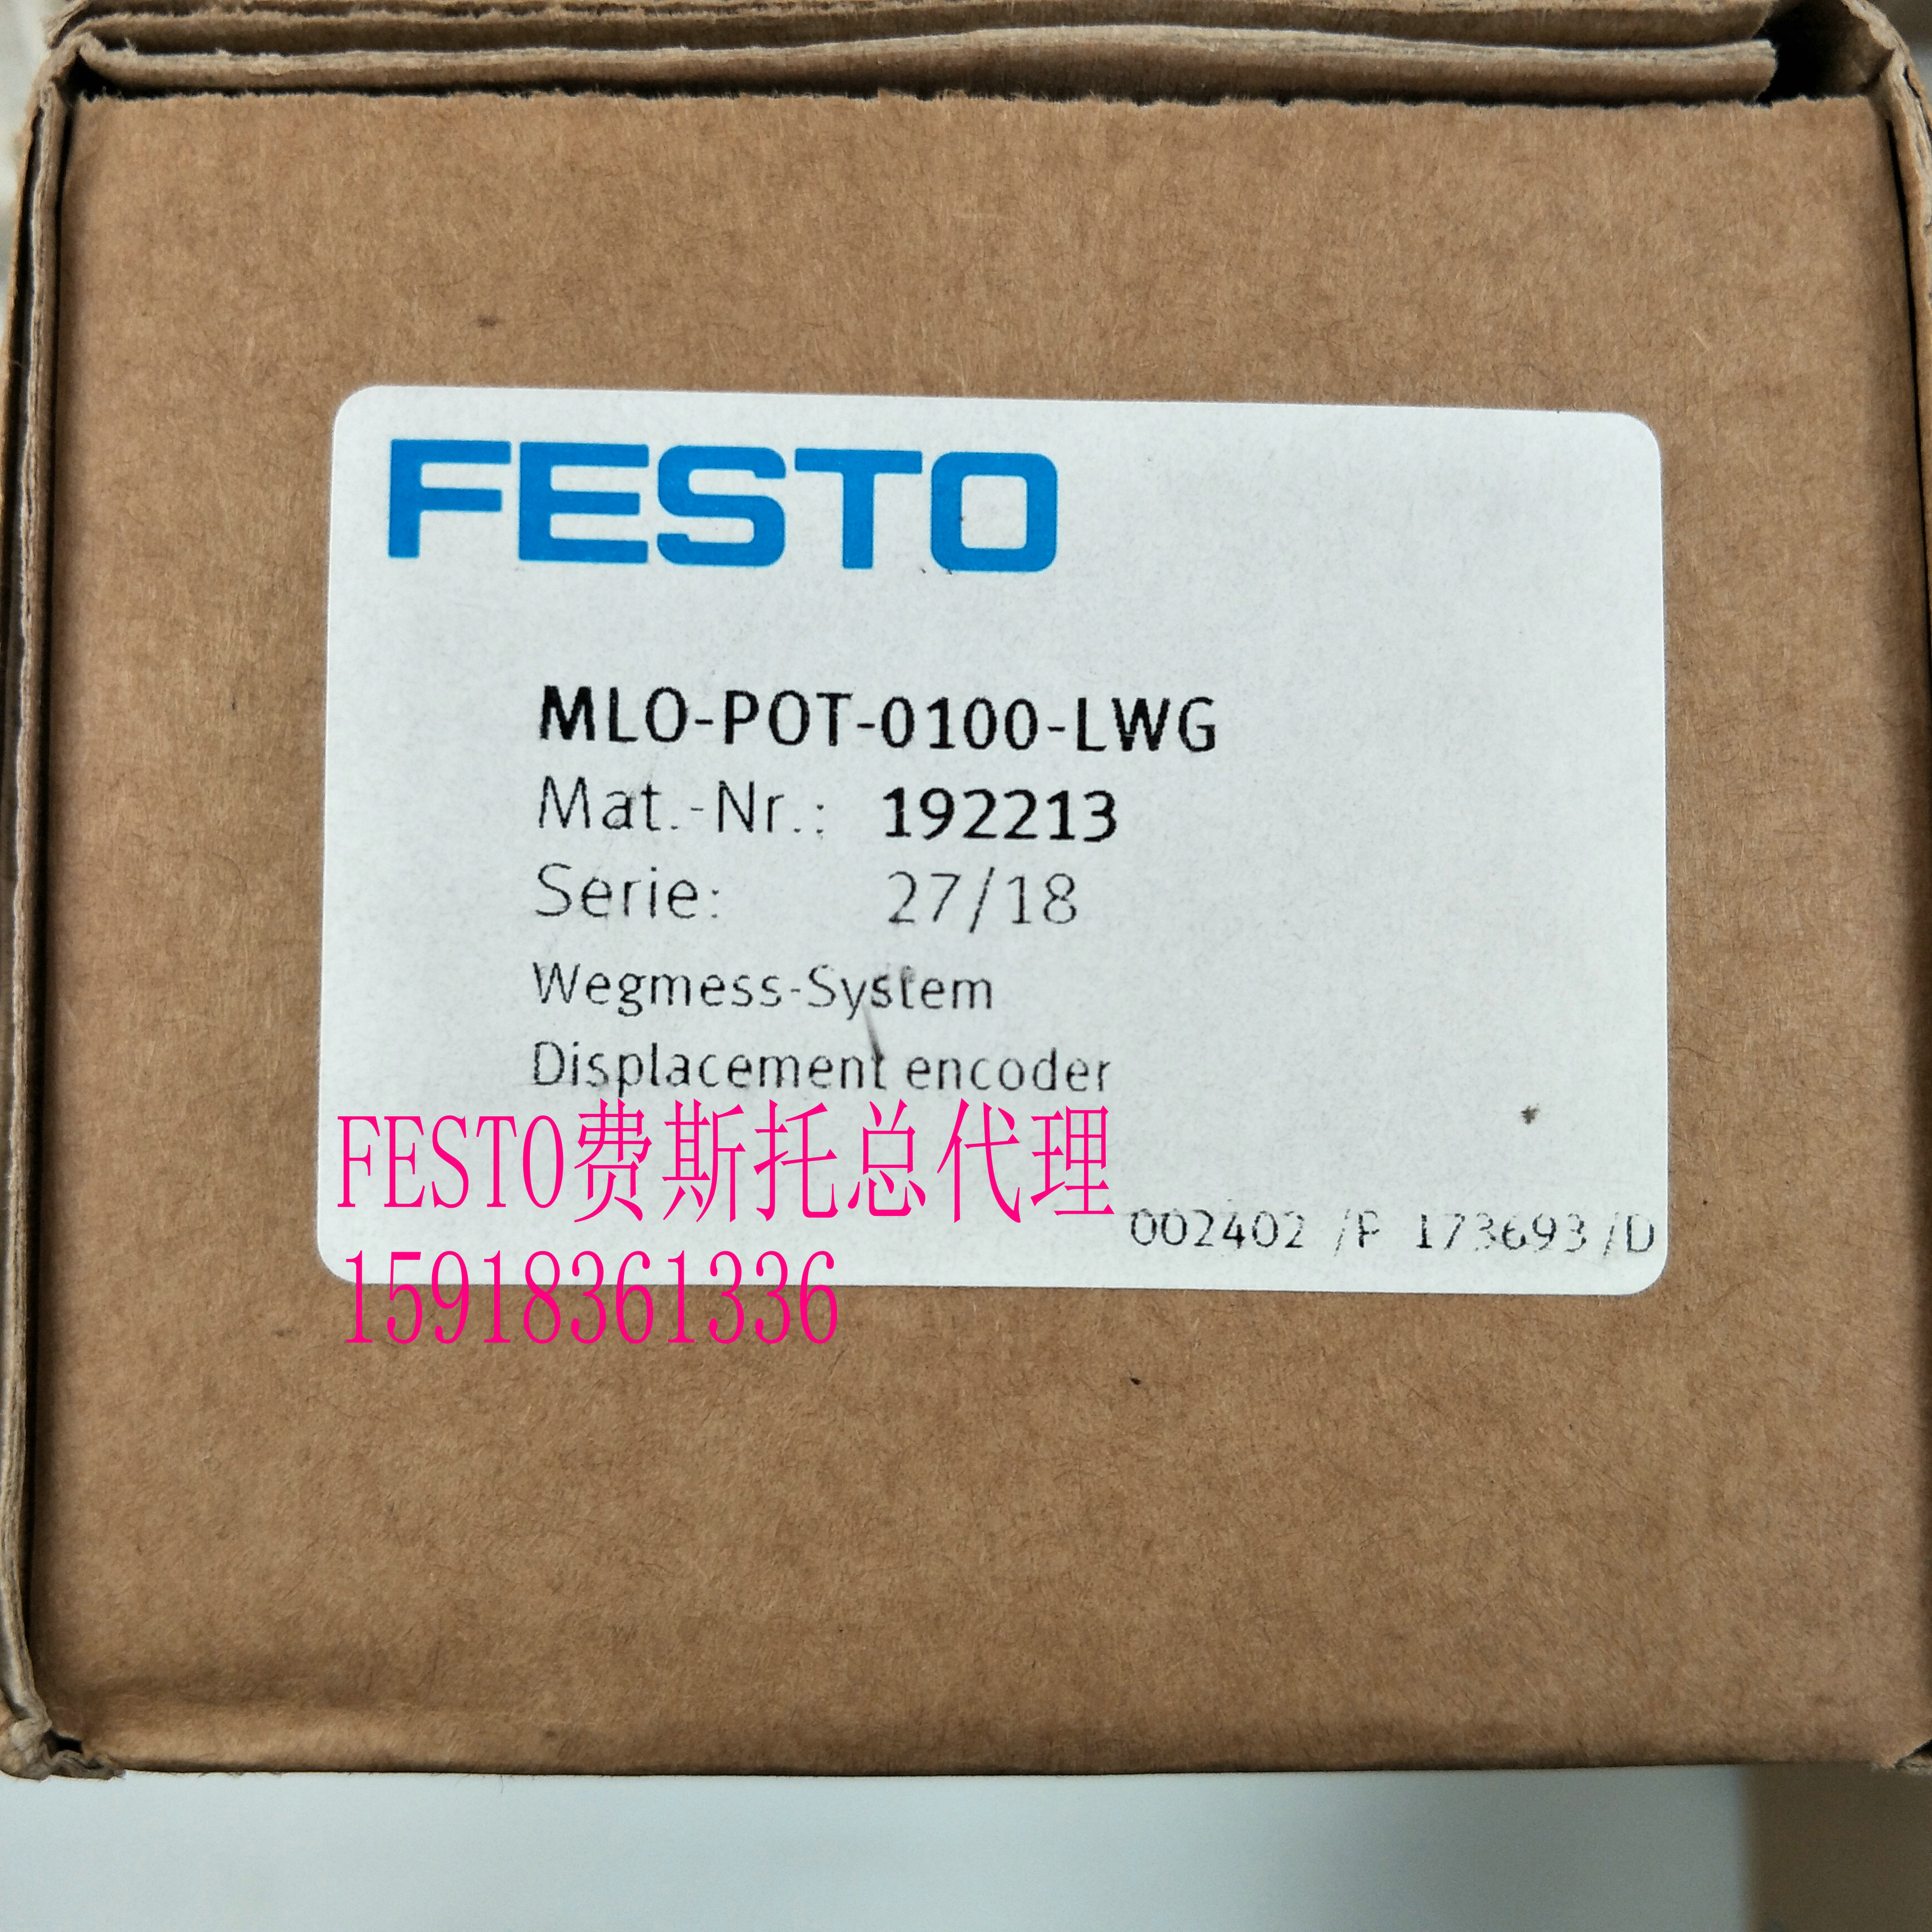 FESTO
MLO-POT-0100-LWG
Mat.-Nr.: 192213
Serie: 27/18
Wegmess-System
Displacement encoder
FESTO费斯托总代理
002402 /P 173693/D
15918361336